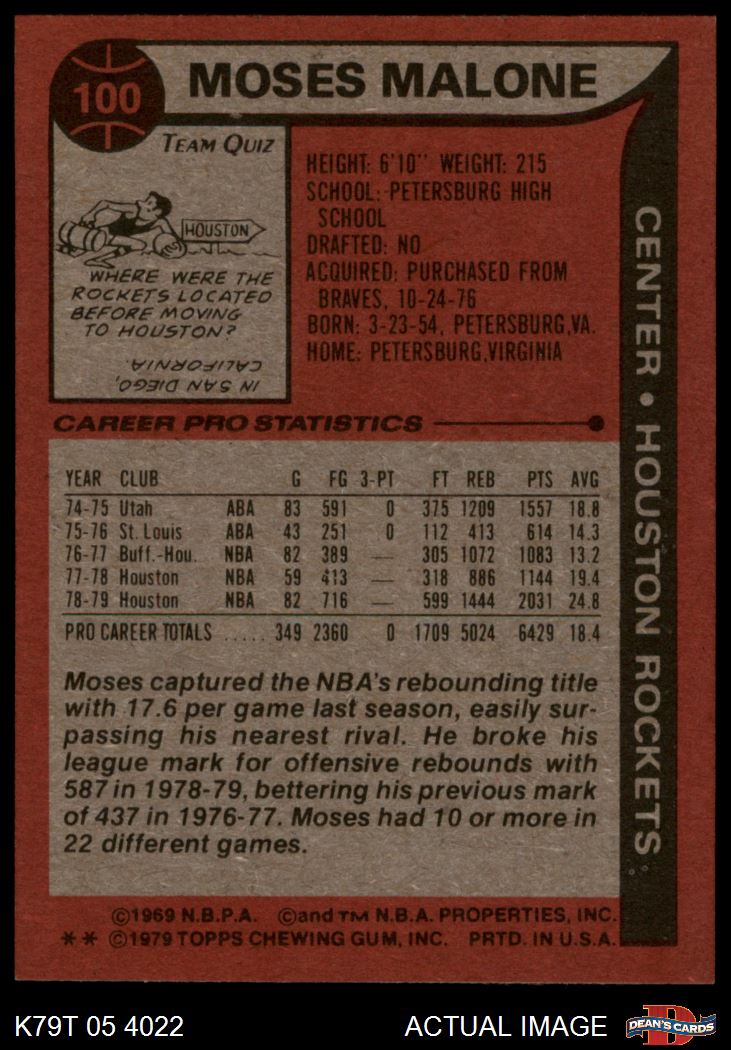 100
MOSES MALONE
TEAM QUIZ
HOUSTON
WHERE WERE THE
ROCKETS LOCATED
BEFORE MOVING
TO HOUSTON?
IN SAN DIEGO,
CALIFORNIA.
HEIGHT: 6'10" WEIGHT: 215
SCHOOL: PETERSBURG HIGH
SCHOOL
DRAFTED: NO
ACQUIRED: PURCHASED FROM
BRAVES, 10-24-76
BORN: 3-23-54, PETERSBURG,VA.
HOME: PETERSBURG,VIRGINIA
CENTER • HOUSTON ROCKETS
CAREER PRO STATISTICS
YEAR CLUB G FG 3-PT FT REB PTS AVG
74-75 Utah ABA 83 591 0 375 1209 1557 18.8
75-76 St. Louis ABA 43 251 0 112 413 614 14.3
76-77 Buff.-Hou. NBA 82 389 — 305 1072 1083 13.2
77-78 Houston NBA 59 413 — 318 886 1144 19.4
78-79 Houston NBA 82 716 — 599 1444 2031 24.8
PRO CAREER TOTALS ..... 349 2360 0 1709 5024 6429 18.4
Moses captured the NBA's rebounding title
with 17.6 per game last season, easily sur-
passing his nearest rival. He broke his
league mark for offensive rebounds with
587 in 1978-79, bettering his previous mark
of 437 in 1976-77. Moses had 10 or more in
22 different games.
©1969 N.B.P.A. ©and TM N.B.A. PROPERTIES, INC.
** ©1979 TOPPS CHEWING GUM, INC. PRTD. IN U.S.A.
K79T 05 4022
ACTUAL IMAGE
D
DEAN'S CARDS